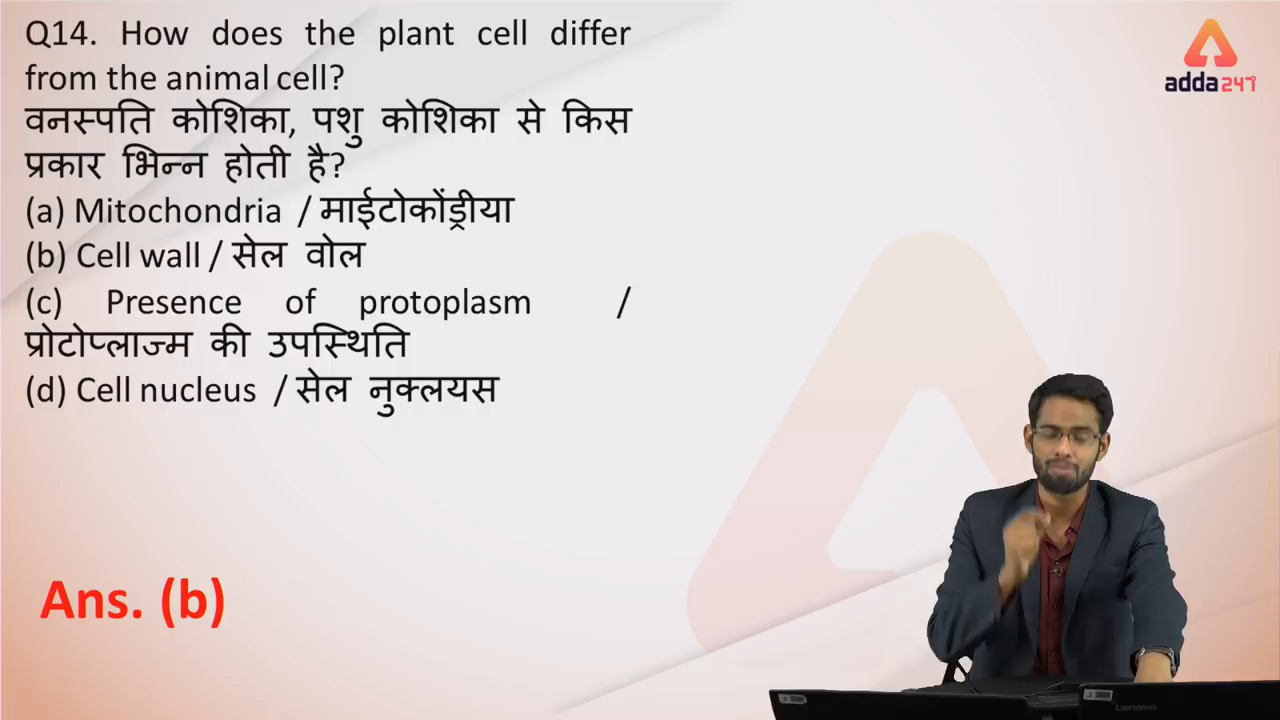 Q14. How does the plant cell differ
from the animal cell?
वनस्पति कोशिका, पशु कोशिका से किस
प्रकार भिन्न होती है?
(a) Mitochondria / माईटोकोंड्रीया
(b) Cell wall / सेल वोल
(c) Presence of protoplasm /
प्रोटोप्लाज्म की उपस्थिति
(d) Cell nucleus / सेल नुक्लयस
Ans. (b)
adda247
Lenovo